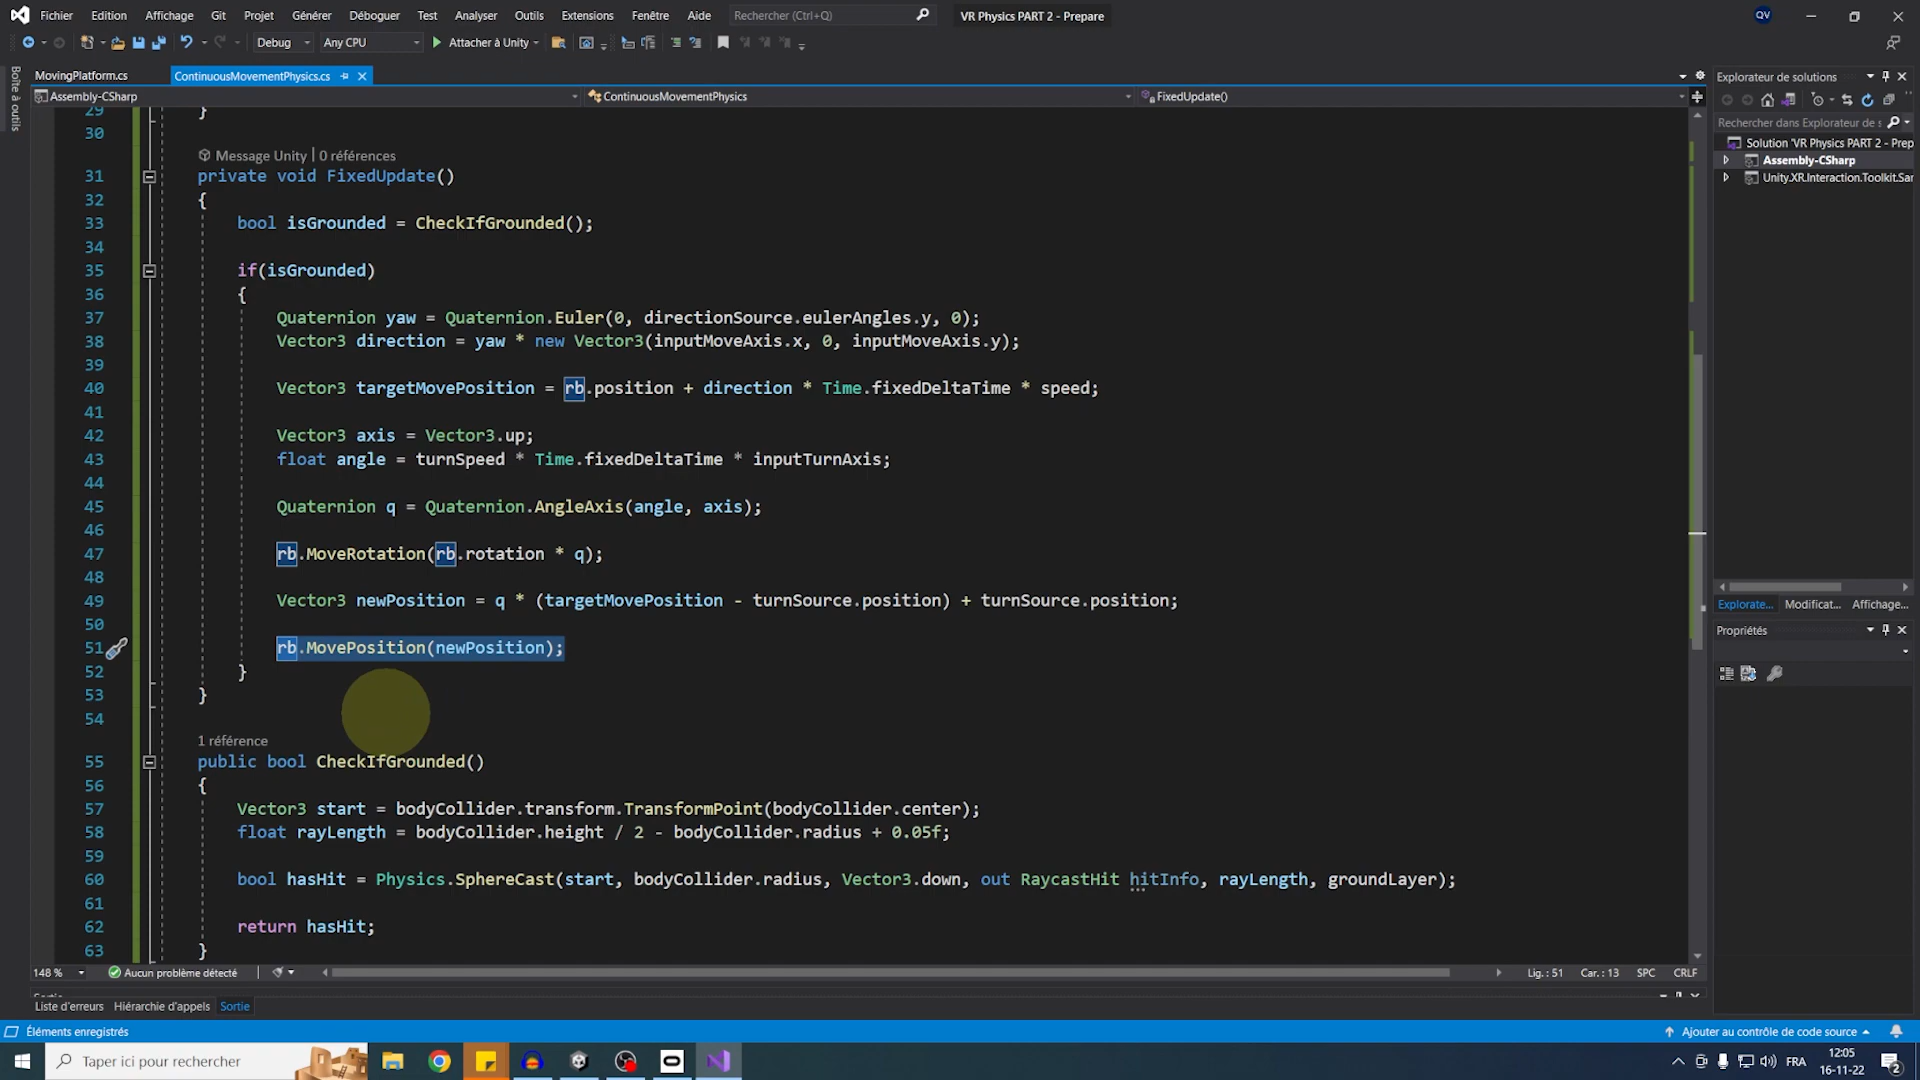 Fichier Edition Affichage Git Projet Générer Déboguer Test Analyser Outils Extensions Fenêtre Aide Rechercher (Ctrl+Q) VR Physics PART 2 - Prepare QV
Debug Any CPU Attacher à Unity
Boîte à outils
MovingPlatform.cs ContinuousMovementPhysics.cs
Assembly-CSharp ContinuousMovementPhysics FixedUpdate()
29 }
30
Message Unity | 0 références
31 private void FixedUpdate()
32 {
33 bool isGrounded = CheckIfGrounded();
34
35 if(isGrounded)
36 {
37 Quaternion yaw = Quaternion.Euler(0, directionSource.eulerAngles.y, 0);
38 Vector3 direction = yaw * new Vector3(inputMoveAxis.x, 0, inputMoveAxis.y);
39
40 Vector3 targetMovePosition = rb.position + direction * Time.fixedDeltaTime * speed;
41
42 Vector3 axis = Vector3.up;
43 float angle = turnSpeed * Time.fixedDeltaTime * inputTurnAxis;
44
45 Quaternion q = Quaternion.AngleAxis(angle, axis);
46
47 rb.MoveRotation(rb.rotation * q);
48
49 Vector3 newPosition = q * (targetMovePosition - turnSource.position) + turnSource.position;
50
51 rb.MovePosition(newPosition);
52 }
53 }
54
1 référence
55 public bool CheckIfGrounded()
56 {
57 Vector3 start = bodyCollider.transform.TransformPoint(bodyCollider.center);
58 float rayLength = bodyCollider.height / 2 - bodyCollider.radius + 0.05f;
59
60 bool hasHit = Physics.SphereCast(start, bodyCollider.radius, Vector3.down, out RaycastHit hitInfo, rayLength, groundLayer);
61
62 return hasHit;
63 }
148 % Aucun problème détecté Lig.: 51 Car.: 13 SPC CRLF
Liste d'erreurs Hiérarchie d'appels Sortie
Explorateur de solutions
Rechercher dans Explorateur de s
Solution 'VR Physics PART 2 - Prep
Assembly-CSharp
Unity.XR.Interaction.Toolkit.Sar
Explorate... Modificat... Affichage...
Propriétés
Éléments enregistrés Ajouter au contrôle de code source
Taper ici pour rechercher FRA 12:05
16-11-22 2